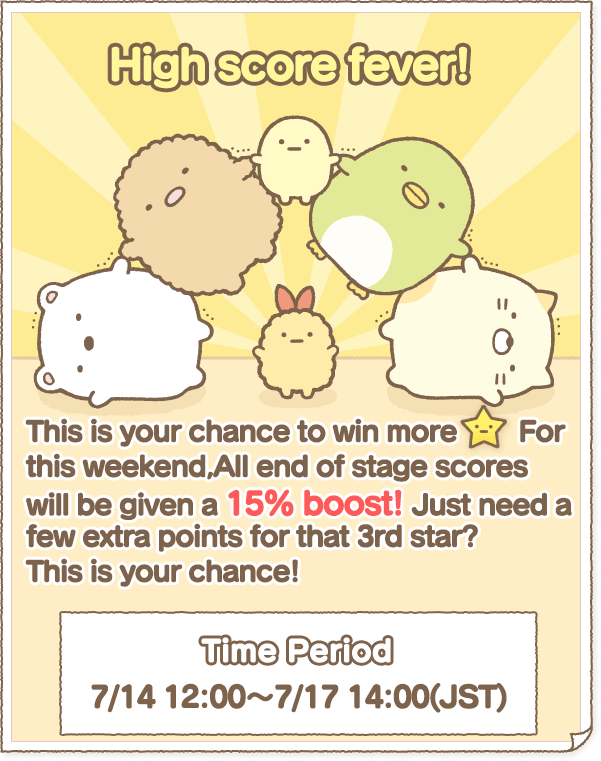 High score fever!
This is your chance to win more For
this weekend,All end of stage scores
will be given a 15% boost! Just need a
few extra points for that 3rd star?
This is your chance!
Time Period
7/14 12:00～7/17 14:00(JST)